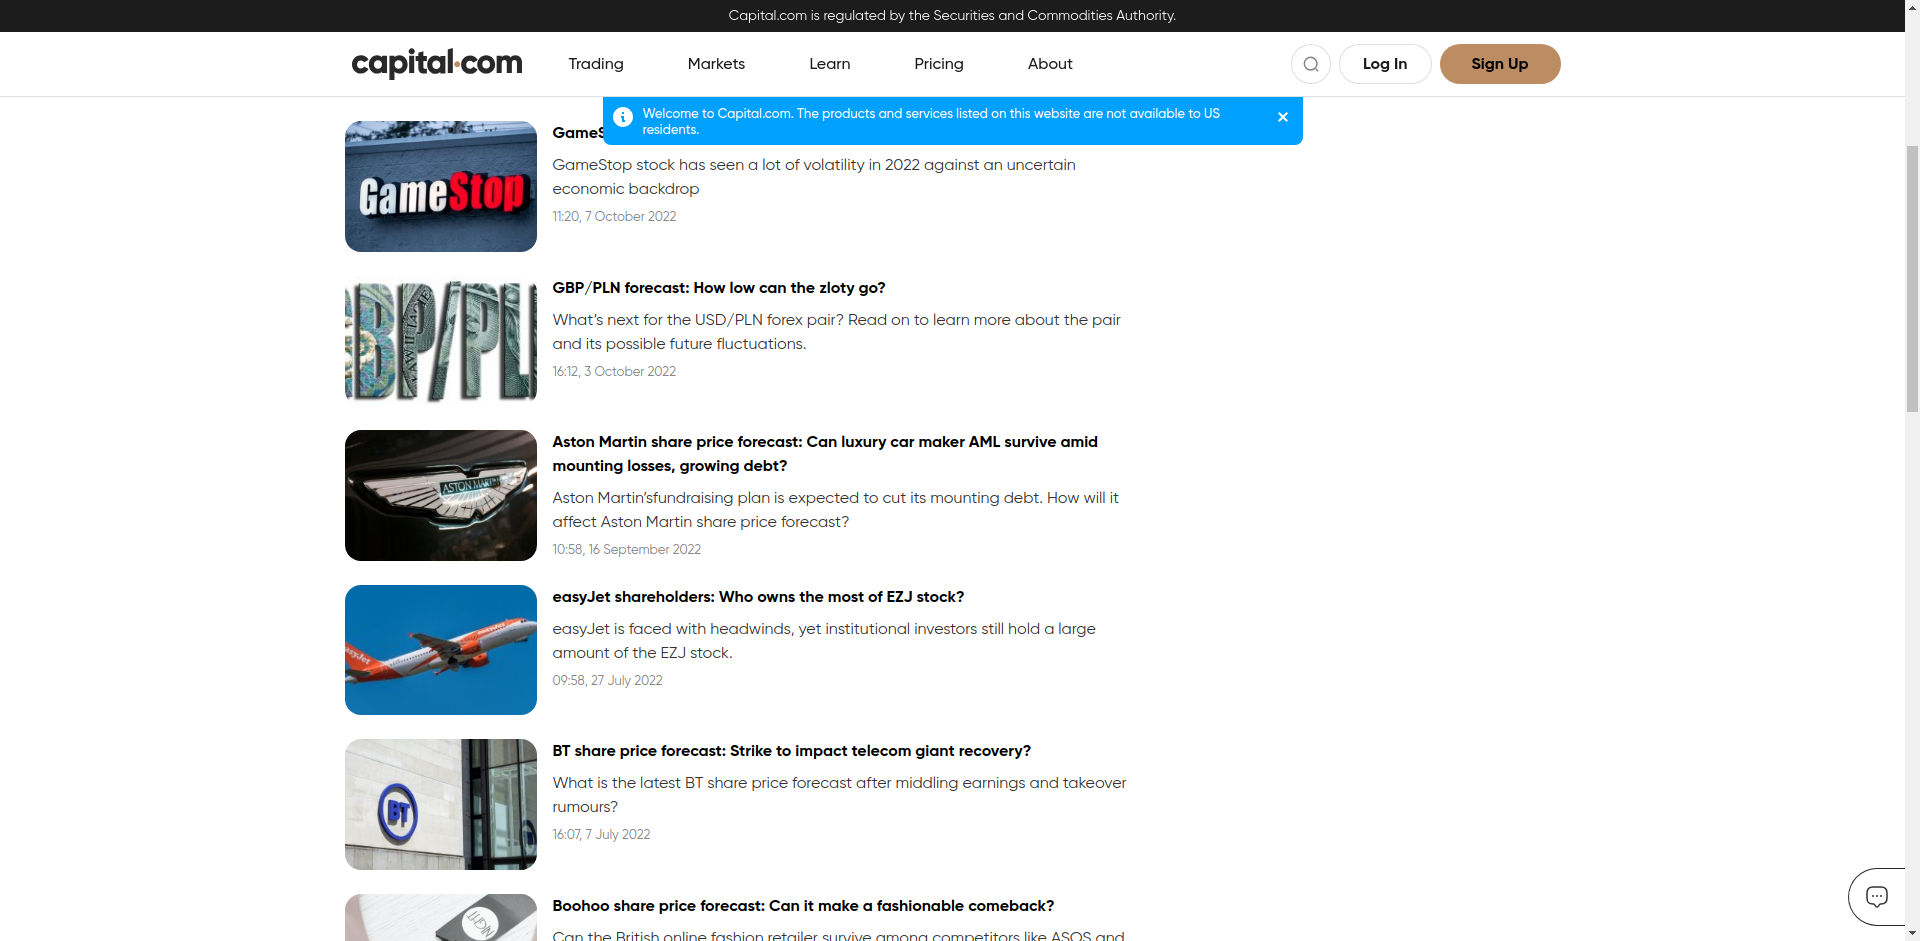 Capital.com is regulated by the Securities and Commodities Authority.
capital.com
Trading
Markets
Learn
Pricing
About
Log In
Sign Up
Welcome to Capital.com. The products and services listed on this website are not available to US
residents.
GameStop
GameStop stock has seen a lot of volatility in 2022 against an uncertain
economic backdrop
11:20, 7 October 2022
BP/PL
GBP/PLN forecast: How low can the zloty go?
What's next for the USD/PLN forex pair? Read on to learn more about the pair
and its possible future fluctuations.
16:12, 3 October 2022
ASTON MARTIN
Aston Martin share price forecast: Can luxury car maker AML survive amid
mounting losses, growing debt?
Aston Martin'sfundraising plan is expected to cut its mounting debt. How will it
affect Aston Martin share price forecast?
10:58, 16 September 2022
easyJet
easyJet shareholders: Who owns the most of EZJ stock?
easyJet is faced with headwinds, yet institutional investors still hold a large
amount of the EZJ stock.
09:58, 27 July 2022
BT
BT share price forecast: Strike to impact telecom giant recovery?
What is the latest BT share price forecast after middling earnings and takeover
rumours?
16:07, 7 July 2022
Boohoo share price forecast: Can it make a fashionable comeback?
Can the British online fashion retailer survive among competitors like ASOS and